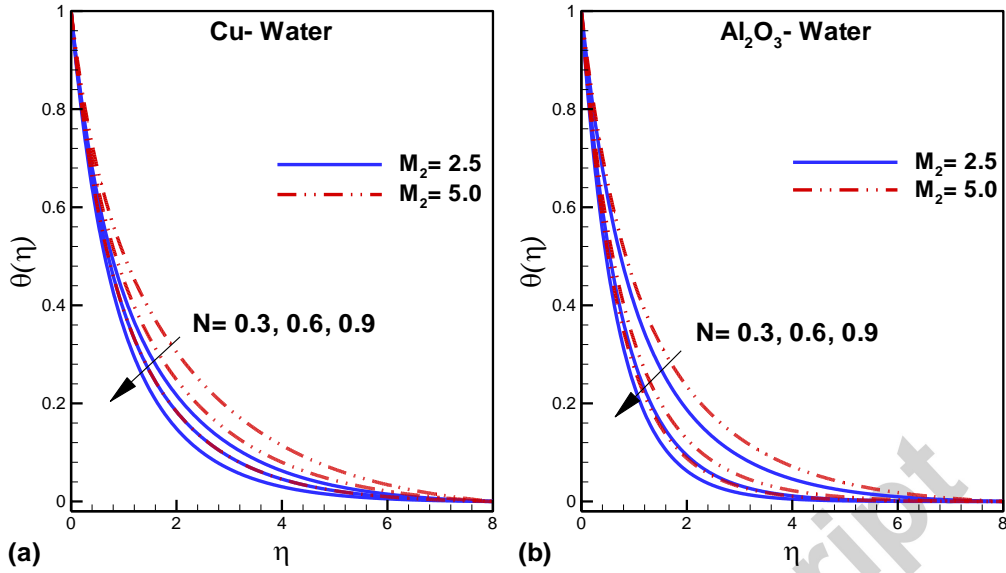 Cu- Water
1
0.8
0.6
0.4
0.2
0
θ(η)
M₂= 2.5
M₂= 5.0
N= 0.3, 0.6, 0.9
0 2 4 6 8
(a)
η
Al₂O₃- Water
1
0.8
0.6
0.4
0.2
0
θ(η)
M₂= 2.5
M₂= 5.0
N= 0.3, 0.6, 0.9
0 2 4 6 8
(b)
η
ript